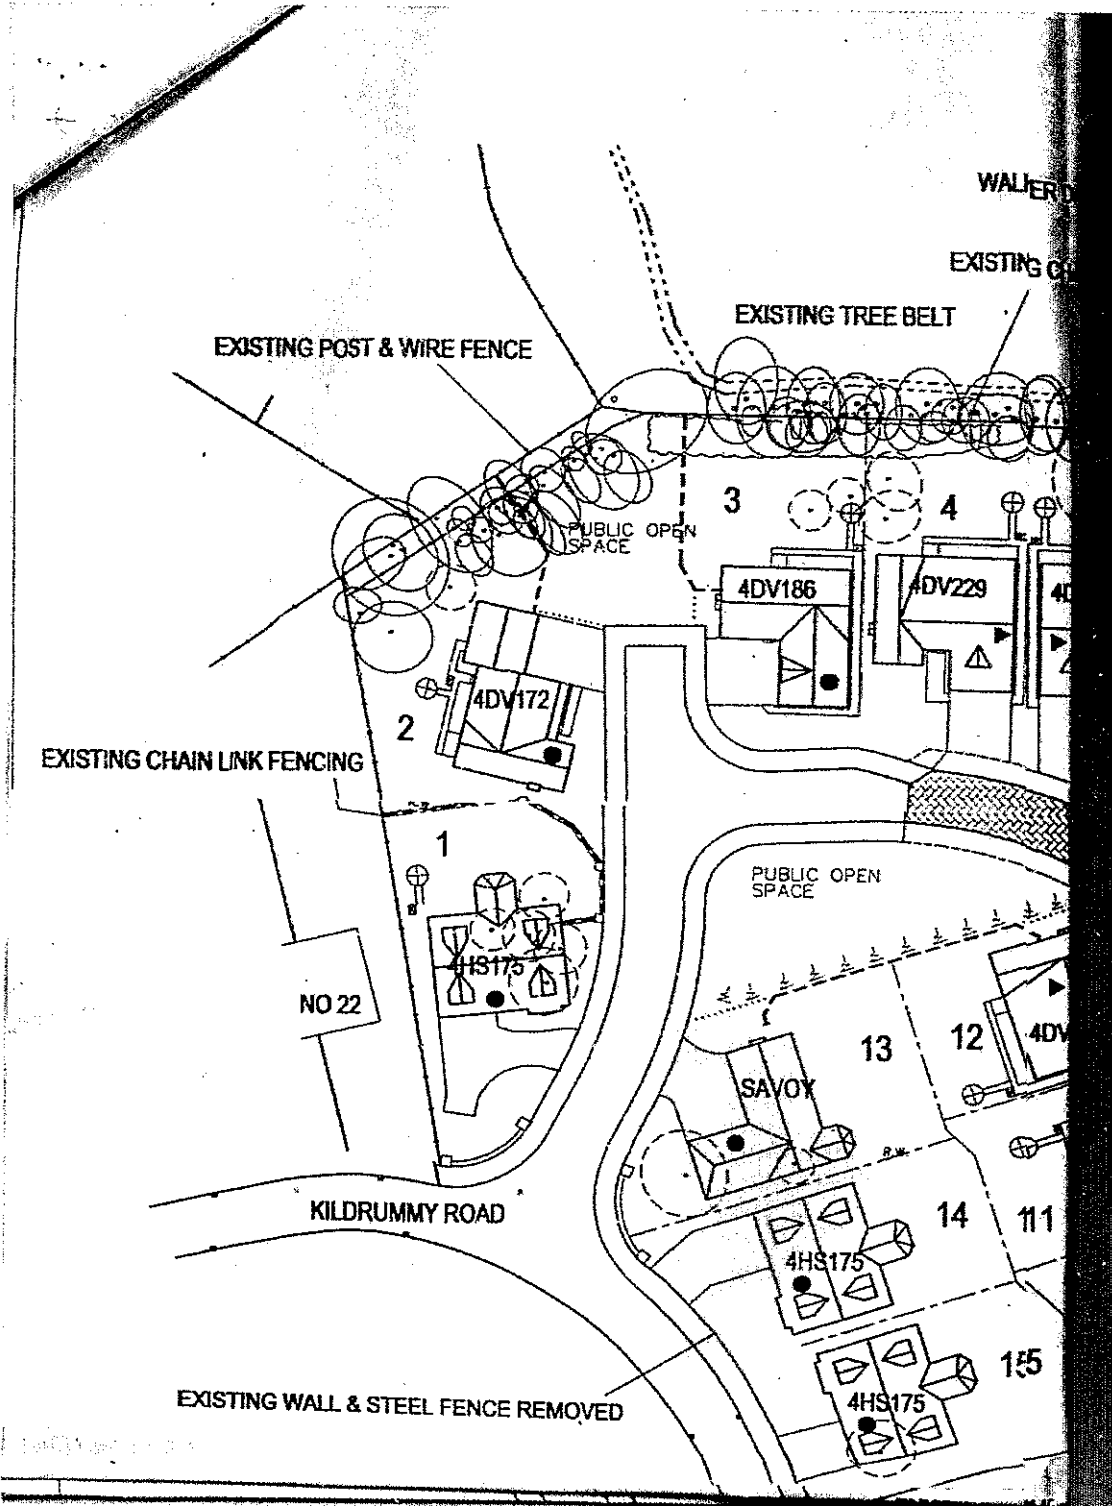 EXISTING TREE BELT
EXISTING POST & WIRE FENCE
EXISTING
PUBLIC OPEN
SPACE
3
4
4DV186
4DV229
4DV172
2
EXISTING CHAIN LINK FENCING
1
PUBLIC OPEN
SPACE
4HS175
NO 22
13
12
4DV
SAVOY
R.W.
KILDRUMMY ROAD
14
11
4HS175
15
EXISTING WALL & STEEL FENCE REMOVED
4HS175